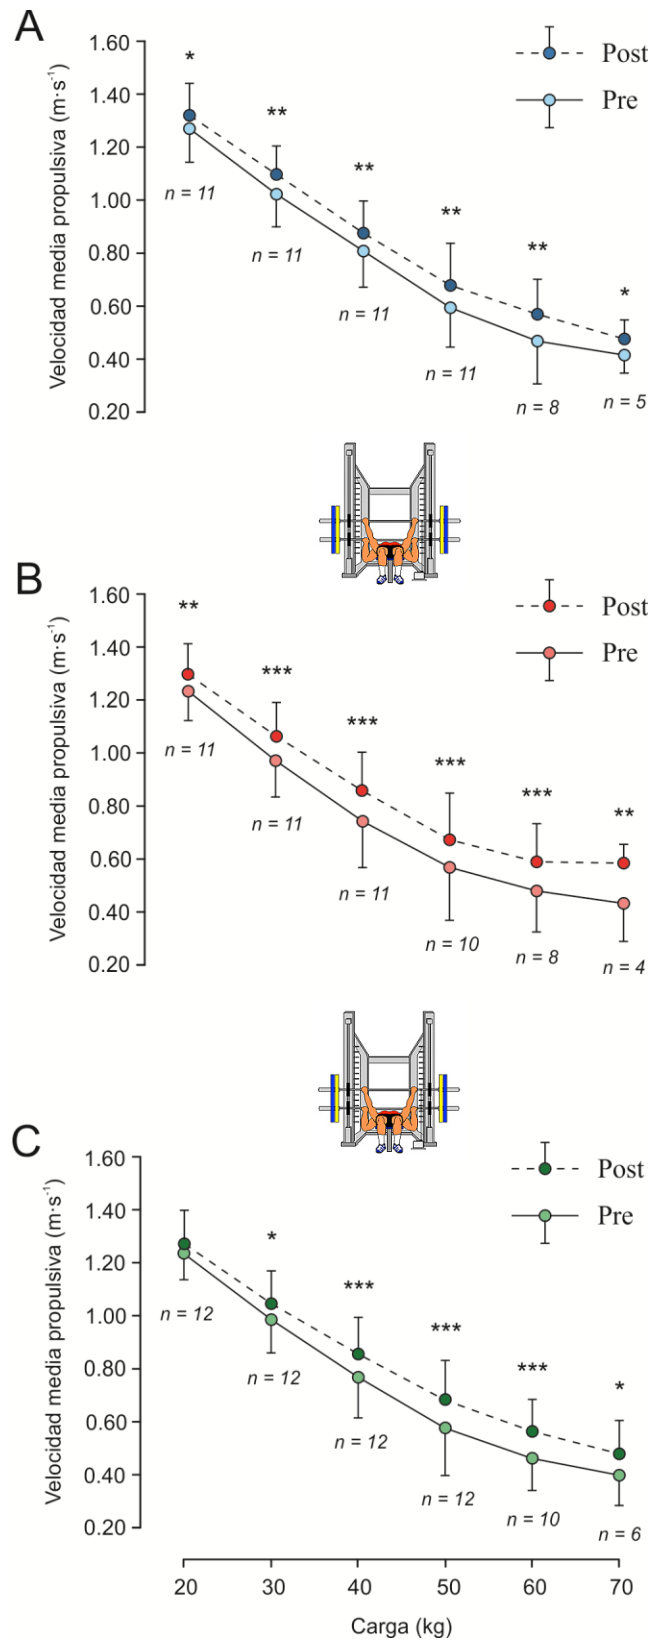 A
Velocidad media propulsiva (m·s⁻¹)
1.60
1.40
1.20
1.00
0.80
0.60
0.40
0.20
Post
Pre
*
**
**
**
**
*
n = 11
n = 11
n = 11
n = 11
n = 8
n = 5
B
Velocidad media propulsiva (m·s⁻¹)
1.60
1.40
1.20
1.00
0.80
0.60
0.40
0.20
Post
Pre
**
***
***
***
***
**
n = 11
n = 11
n = 11
n = 10
n = 8
n = 4
C
Velocidad media propulsiva (m·s⁻¹)
1.60
1.40
1.20
1.00
0.80
0.60
0.40
0.20
Post
Pre
*
***
***
***
*
n = 12
n = 12
n = 12
n = 12
n = 10
n = 6
20 30 40 50 60 70
Carga (kg)